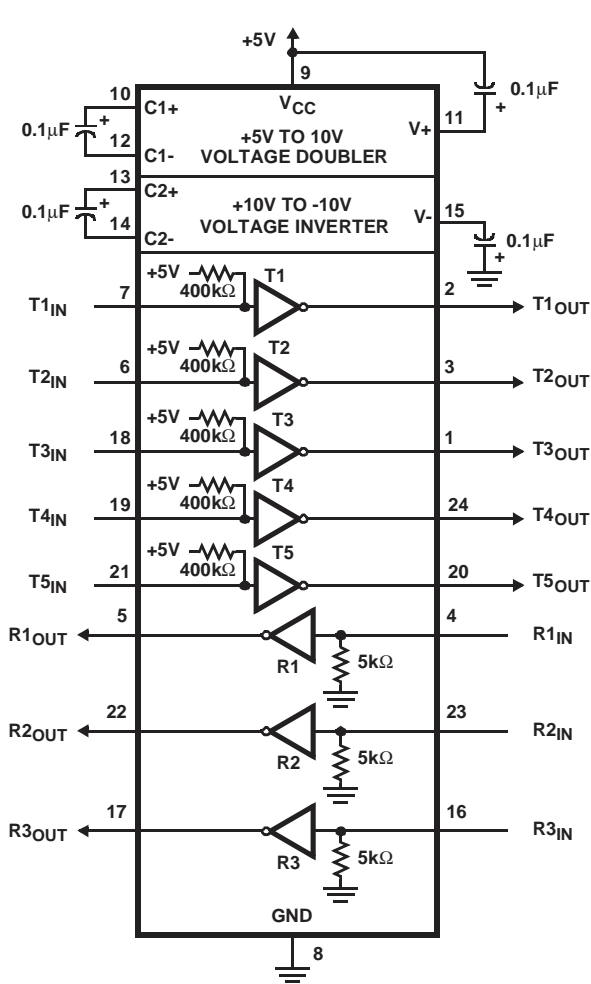 +5V
9
10
C1+
VCC
0.1μF
+
0.1μF
+
V+
11
12
C1-
+5V TO 10V
VOLTAGE DOUBLER
13
C2+
0.1μF
+
14
C2-
+10V TO -10V
VOLTAGE INVERTER
V-
15
0.1μF
+
+5V
400kΩ
T1
T1IN
7
2
T1OUT
+5V
400kΩ
T2
T2IN
6
3
T2OUT
+5V
400kΩ
T3
T3IN
18
1
T3OUT
+5V
400kΩ
T4
T4IN
19
24
T4OUT
+5V
400kΩ
T5
T5IN
21
20
T5OUT
R1OUT
5
4
R1IN
R1
5kΩ
R2OUT
22
23
R2IN
R2
5kΩ
R3OUT
17
16
R3IN
R3
5kΩ
GND
8